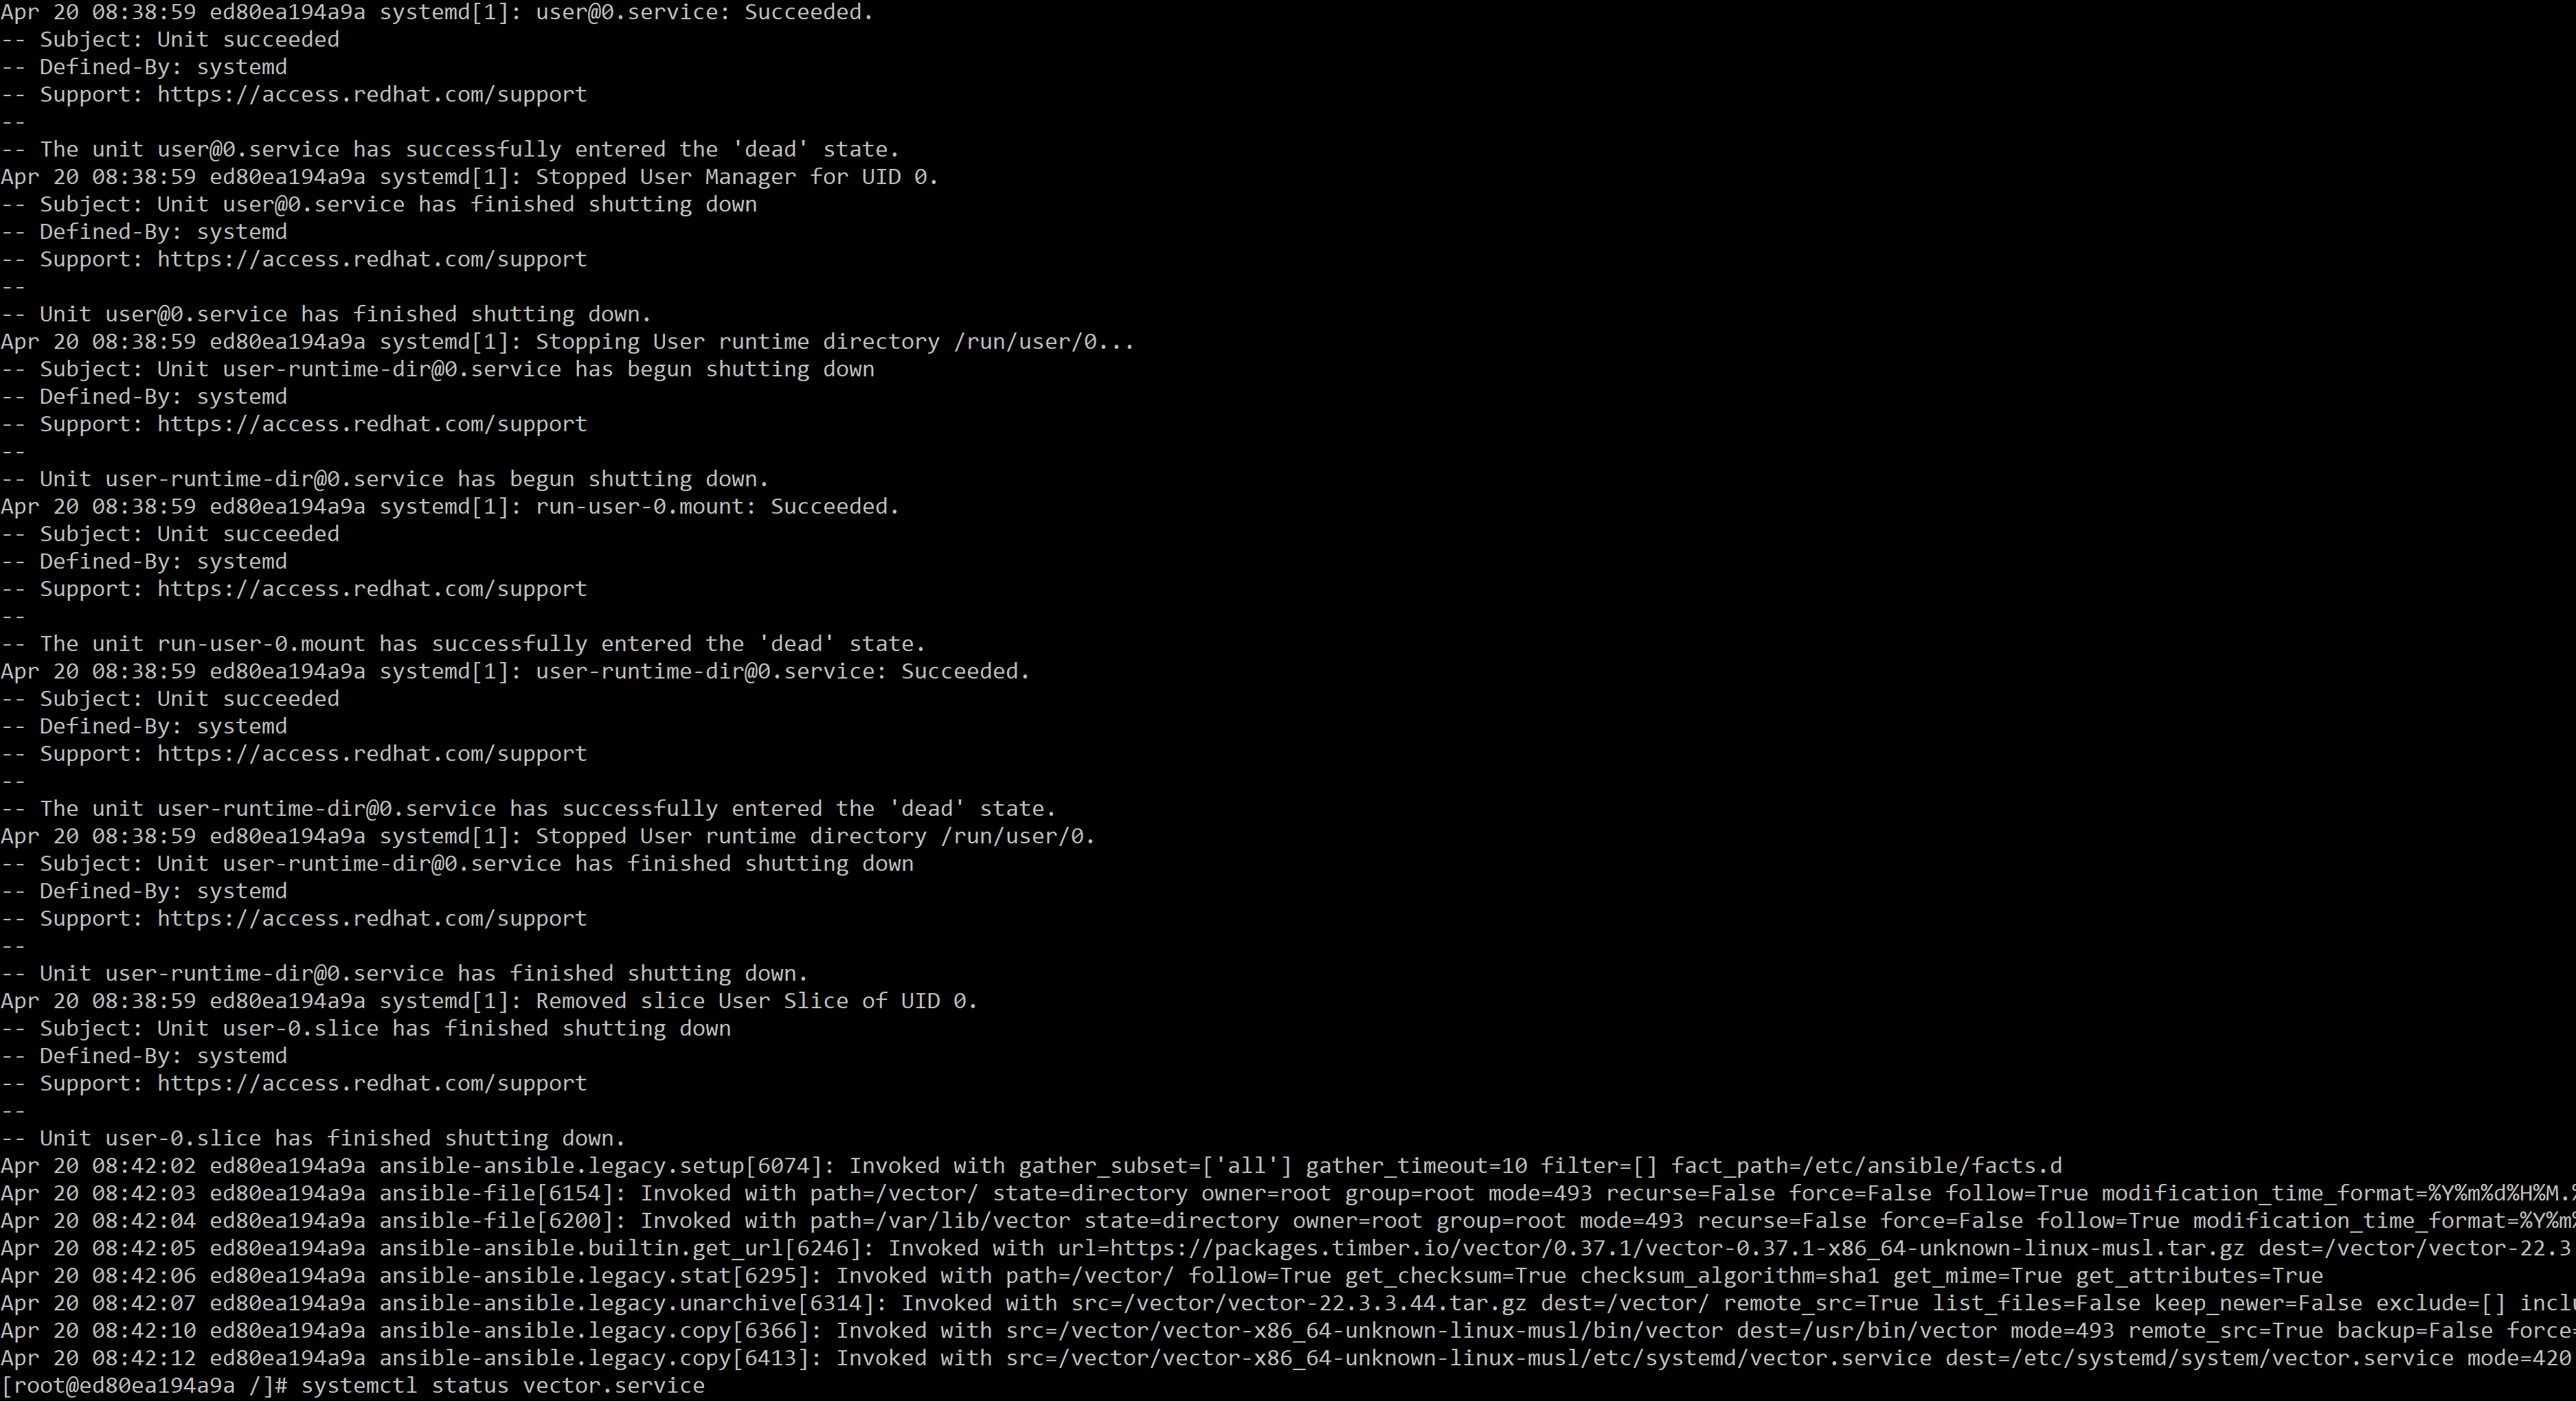 Apr 20 08:38:59 ed80ea194a9a systemd[1]: user@0.service: Succeeded.
-- Subject: Unit succeeded
-- Defined-By: systemd
-- Support: https://access.redhat.com/support
--
-- The unit user@0.service has successfully entered the 'dead' state.
Apr 20 08:38:59 ed80ea194a9a systemd[1]: Stopped User Manager for UID 0.
-- Subject: Unit user@0.service has finished shutting down
-- Defined-By: systemd
-- Support: https://access.redhat.com/support
--
-- Unit user@0.service has finished shutting down.
Apr 20 08:38:59 ed80ea194a9a systemd[1]: Stopping User runtime directory /run/user/0...
-- Subject: Unit user-runtime-dir@0.service has begun shutting down
-- Defined-By: systemd
-- Support: https://access.redhat.com/support
--
-- Unit user-runtime-dir@0.service has begun shutting down.
Apr 20 08:38:59 ed80ea194a9a systemd[1]: run-user-0.mount: Succeeded.
-- Subject: Unit succeeded
-- Defined-By: systemd
-- Support: https://access.redhat.com/support
--
-- The unit run-user-0.mount has successfully entered the 'dead' state.
Apr 20 08:38:59 ed80ea194a9a systemd[1]: user-runtime-dir@0.service: Succeeded.
-- Subject: Unit succeeded
-- Defined-By: systemd
-- Support: https://access.redhat.com/support
--
-- The unit user-runtime-dir@0.service has successfully entered the 'dead' state.
Apr 20 08:38:59 ed80ea194a9a systemd[1]: Stopped User runtime directory /run/user/0.
-- Subject: Unit user-runtime-dir@0.service has finished shutting down
-- Defined-By: systemd
-- Support: https://access.redhat.com/support
--
-- Unit user-runtime-dir@0.service has finished shutting down.
Apr 20 08:38:59 ed80ea194a9a systemd[1]: Removed slice User Slice of UID 0.
-- Subject: Unit user-0.slice has finished shutting down
-- Defined-By: systemd
-- Support: https://access.redhat.com/support
--
-- Unit user-0.slice has finished shutting down.
Apr 20 08:42:02 ed80ea194a9a ansible-ansible.legacy.setup[6074]: Invoked with gather_subset=['all'] gather_timeout=10 filter=[] fact_path=/etc/ansible/facts.d
Apr 20 08:42:03 ed80ea194a9a ansible-file[6154]: Invoked with path=/vector/ state=directory owner=root group=root mode=493 recurse=False force=False follow=True modification_time_format=%Y%m%d%H%M.%
Apr 20 08:42:04 ed80ea194a9a ansible-file[6200]: Invoked with path=/var/lib/vector state=directory owner=root group=root mode=493 recurse=False force=False follow=True modification_time_format=%Y%m%
Apr 20 08:42:05 ed80ea194a9a ansible-ansible.builtin.get_url[6246]: Invoked with url=https://packages.timber.io/vector/0.37.1/vector-0.37.1-x86_64-unknown-linux-musl.tar.gz dest=/vector/vector-22.3
Apr 20 08:42:06 ed80ea194a9a ansible-ansible.legacy.stat[6295]: Invoked with path=/vector/ follow=True get_checksum=True checksum_algorithm=sha1 get_mime=True get_attributes=True
Apr 20 08:42:07 ed80ea194a9a ansible-ansible.legacy.unarchive[6314]: Invoked with src=/vector/vector-22.3.3.44.tar.gz dest=/vector/ remote_src=True list_files=False keep_newer=False exclude=[] inclu
Apr 20 08:42:10 ed80ea194a9a ansible-ansible.legacy.copy[6366]: Invoked with src=/vector/vector-x86_64-unknown-linux-musl/bin/vector dest=/usr/bin/vector mode=493 remote_src=True backup=False force=
Apr 20 08:42:12 ed80ea194a9a ansible-ansible.legacy.copy[6413]: Invoked with src=/vector/vector-x86_64-unknown-linux-musl/etc/systemd/vector.service dest=/etc/systemd/system/vector.service mode=420
[root@ed80ea194a9a /]# systemctl status vector.service